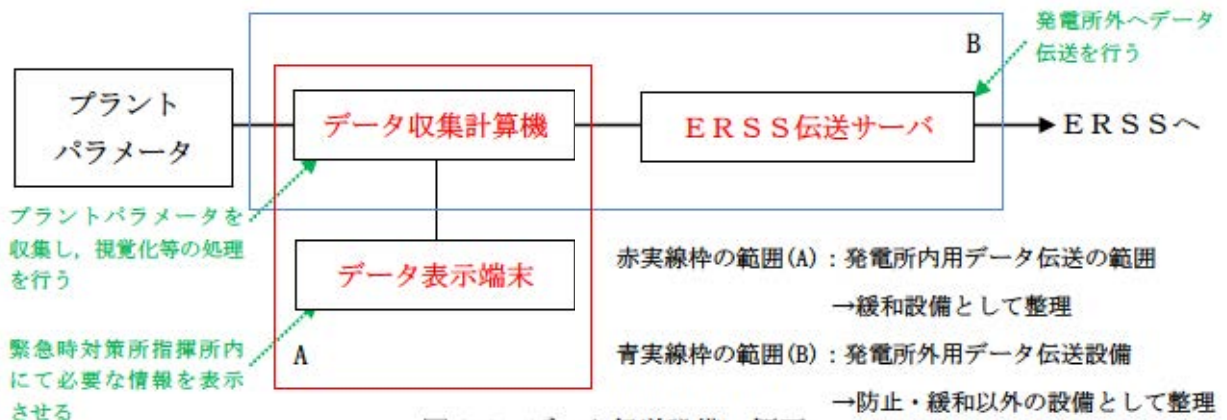 発電所外へデータ
伝送を行う
B
プラント
パラメータ
データ収集計算機
ERSS伝送サーバ
ERSSへ
プラントパラメータを
収集し,視覚化等の処理
を行う
データ表示端末
緊急時対策所指揮所内
にて必要な情報を表示
させる
A
赤実線枠の範囲(A):発電所内用データ伝送の範囲
→緩和設備として整理
青実線枠の範囲(B):発電所外用データ伝送設備
→防止・緩和以外の設備として整理